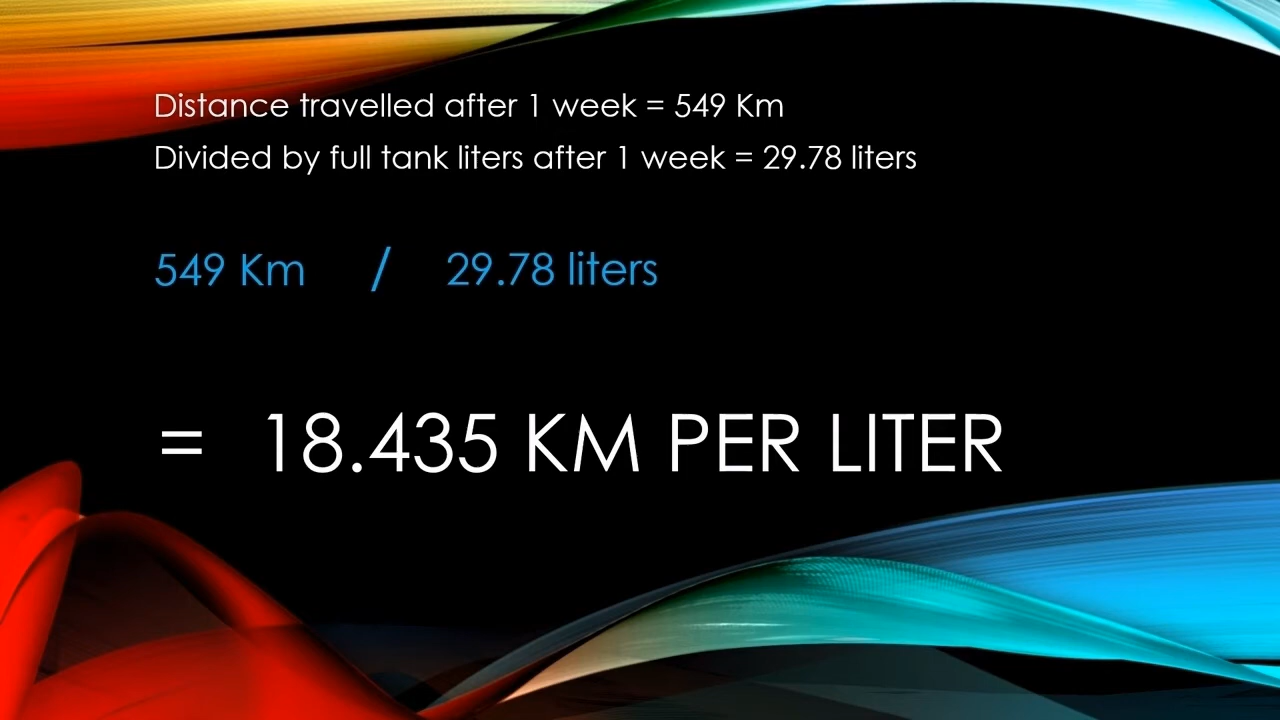 Distance travelled after 1 week = 549 Km
Divided by full tank liters after 1 week = 29.78 liters
549 Km / 29.78 liters
= 18.435 KM PER LITER